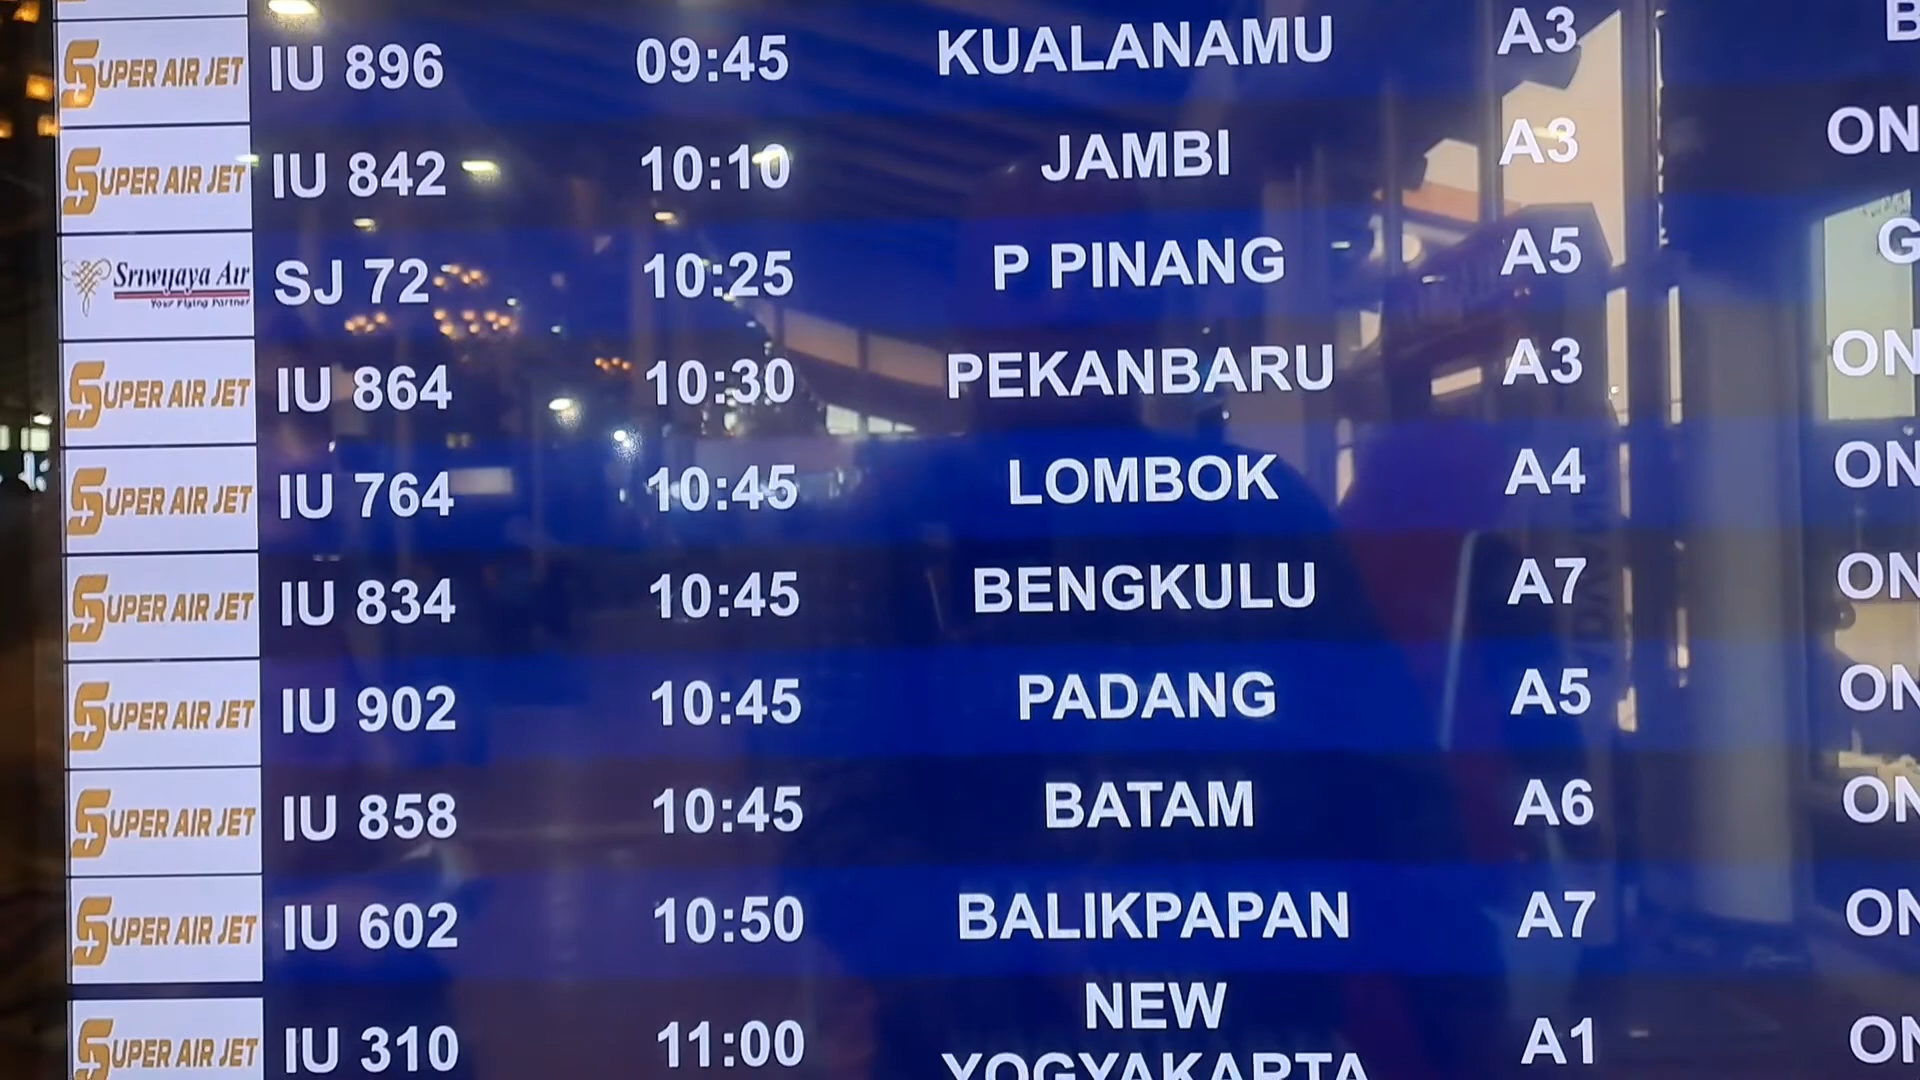 SUPER AIR JET IU 896 09:45 KUALANAMU A3 B
SUPER AIR JET IU 842 10:10 JAMBI A3 ON
Sriwijaya Air Your Flying Partner SJ 72 10:25 P PINANG A5 G
SUPER AIR JET IU 864 10:30 PEKANBARU A3 ON
SUPER AIR JET IU 764 10:45 LOMBOK A4 ON
SUPER AIR JET IU 834 10:45 BENGKULU A7 ON
SUPER AIR JET IU 902 10:45 PADANG A5 ON
SUPER AIR JET IU 858 10:45 BATAM A6 ON
SUPER AIR JET IU 602 10:50 BALIKPAPAN A7 ON
SUPER AIR JET IU 310 11:00 NEW YOGYAKARTA A1 ON